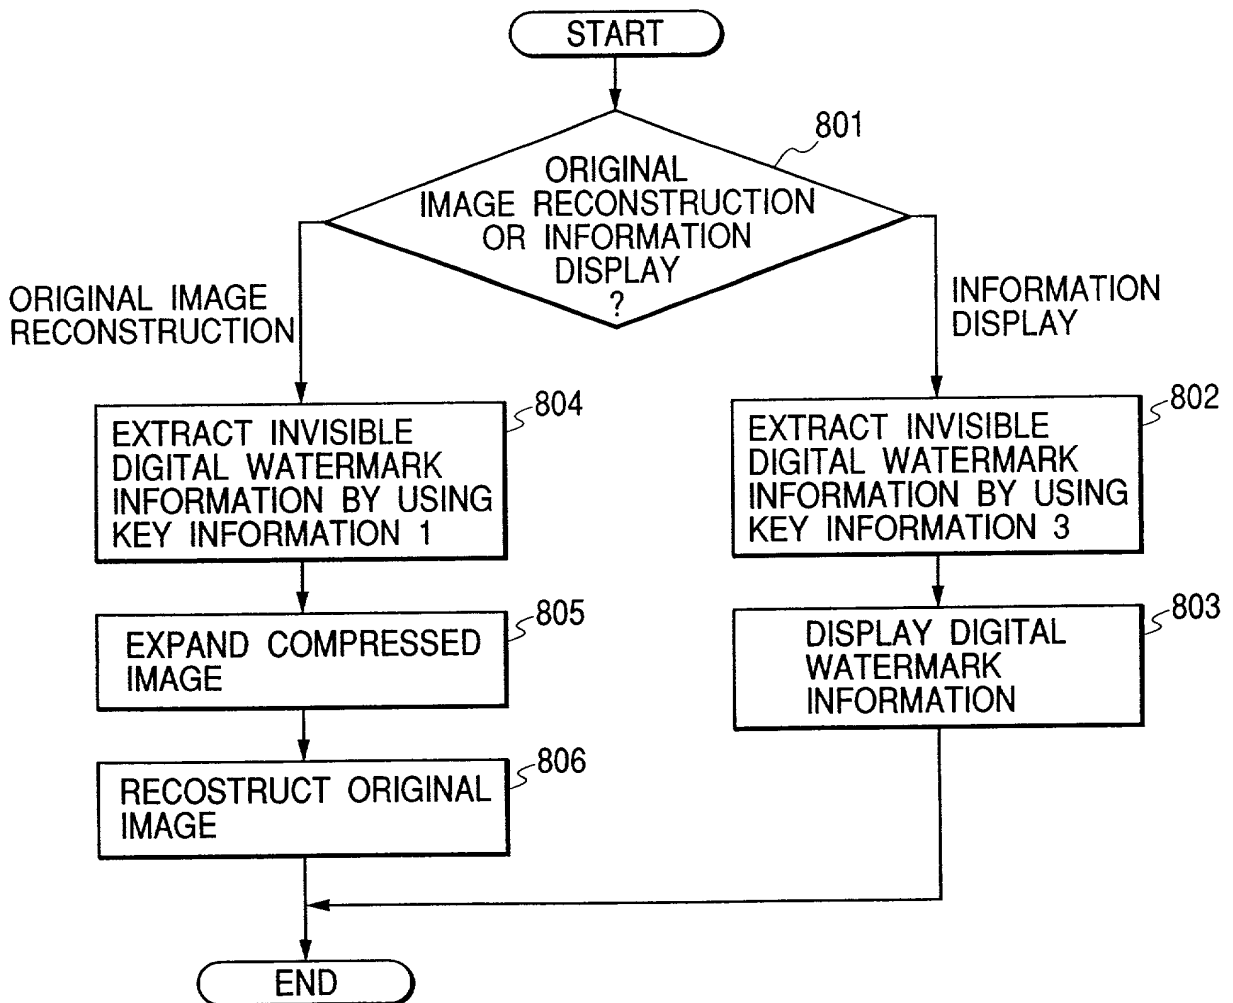 START
801
ORIGINAL
IMAGE RECONSTRUCTION
OR INFORMATION
DISPLAY
?
ORIGINAL IMAGE
RECONSTRUCTION
INFORMATION
DISPLAY
804
EXTRACT INVISIBLE
DIGITAL WATERMARK
INFORMATION BY USING
KEY INFORMATION 1
802
EXTRACT INVISIBLE
DIGITAL WATERMARK
INFORMATION BY USING
KEY INFORMATION 3
805
EXPAND COMPRESSED
IMAGE
803
DISPLAY DIGITAL
WATERMARK
INFORMATION
806
RECOSTRUCT ORIGINAL
IMAGE
END